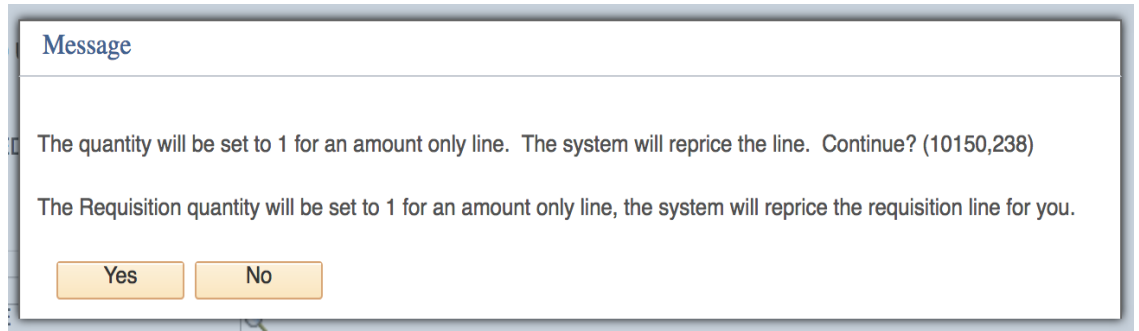 Message
The quantity will be set to 1 for an amount only line.  The system will reprice the line.  Continue? (10150,238)
The Requisition quantity will be set to 1 for an amount only line, the system will reprice the requisition line for you.
Yes No